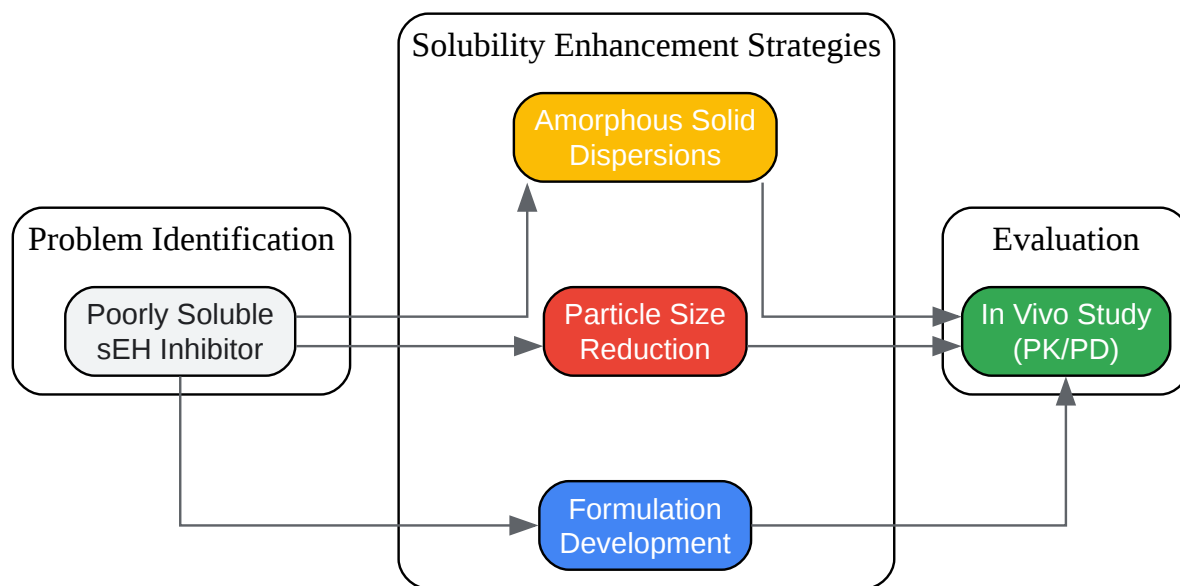 Solubility Enhancement Strategies
Amorphous Solid
Dispersions
Problem Identification
Poorly Soluble
sEH Inhibitor
Particle Size
Reduction
Evaluation
In Vivo Study
(PK/PD)
Formulation
Development